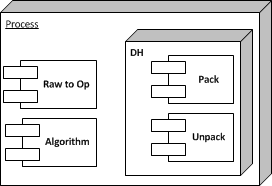 Process
DH
Raw to Op
Pack
Algorithm
Unpack